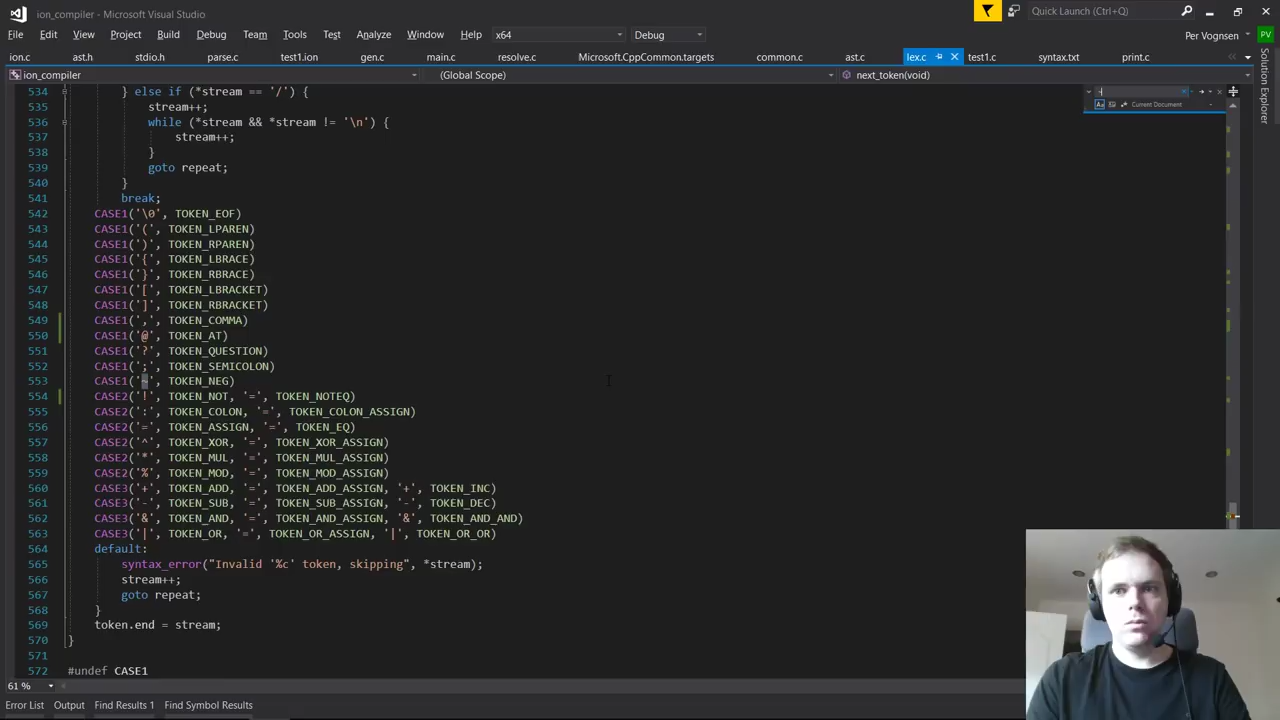 ion_compiler - Microsoft Visual Studio
Quick Launch (Ctrl+Q)
File Edit View Project Build Debug Team Tools Test Analyze Window Help x64 Debug
Per Vognsen PV
ion.c ast.h stdio.h parse.c test1.ion gen.c main.c resolve.c Microsoft.CppCommon.targets common.c ast.c lex.c test1.c syntax.txt print.c
ion_compiler (Global Scope) next_token(void)
Solution Explorer
Current Document
534 } else if (*stream == '/') {
535 stream++;
536 while (*stream && *stream != '\n') {
537 stream++;
538 }
539 goto repeat;
540 }
541 break;
542 CASE1('\0', TOKEN_EOF)
543 CASE1('(', TOKEN_LPAREN)
544 CASE1(')', TOKEN_RPAREN)
545 CASE1('{', TOKEN_LBRACE)
546 CASE1('}', TOKEN_RBRACE)
547 CASE1('[', TOKEN_LBRACKET)
548 CASE1(']', TOKEN_RBRACKET)
549 CASE1(',', TOKEN_COMMA)
550 CASE1('@', TOKEN_AT)
551 CASE1('?', TOKEN_QUESTION)
552 CASE1(';', TOKEN_SEMICOLON)
553 CASE1('~', TOKEN_NEG)
554 CASE2('!', TOKEN_NOT, '=', TOKEN_NOTEQ)
555 CASE2(':', TOKEN_COLON, '=', TOKEN_COLON_ASSIGN)
556 CASE2('=', TOKEN_ASSIGN, '=', TOKEN_EQ)
557 CASE2('^', TOKEN_XOR, '=', TOKEN_XOR_ASSIGN)
558 CASE2('*', TOKEN_MUL, '=', TOKEN_MUL_ASSIGN)
559 CASE2('%', TOKEN_MOD, '=', TOKEN_MOD_ASSIGN)
560 CASE3('+', TOKEN_ADD, '=', TOKEN_ADD_ASSIGN, '+', TOKEN_INC)
561 CASE3('-', TOKEN_SUB, '=', TOKEN_SUB_ASSIGN, '-', TOKEN_DEC)
562 CASE3('&', TOKEN_AND, '=', TOKEN_AND_ASSIGN, '&', TOKEN_AND_AND)
563 CASE3('|', TOKEN_OR, '=', TOKEN_OR_ASSIGN, '|', TOKEN_OR_OR)
564 default:
565 syntax_error("Invalid '%c' token, skipping", *stream);
566 stream++;
567 goto repeat;
568 }
569 token.end = stream;
570 }
571
572 #undef CASE1
61 %
Error List Output Find Results 1 Find Symbol Results